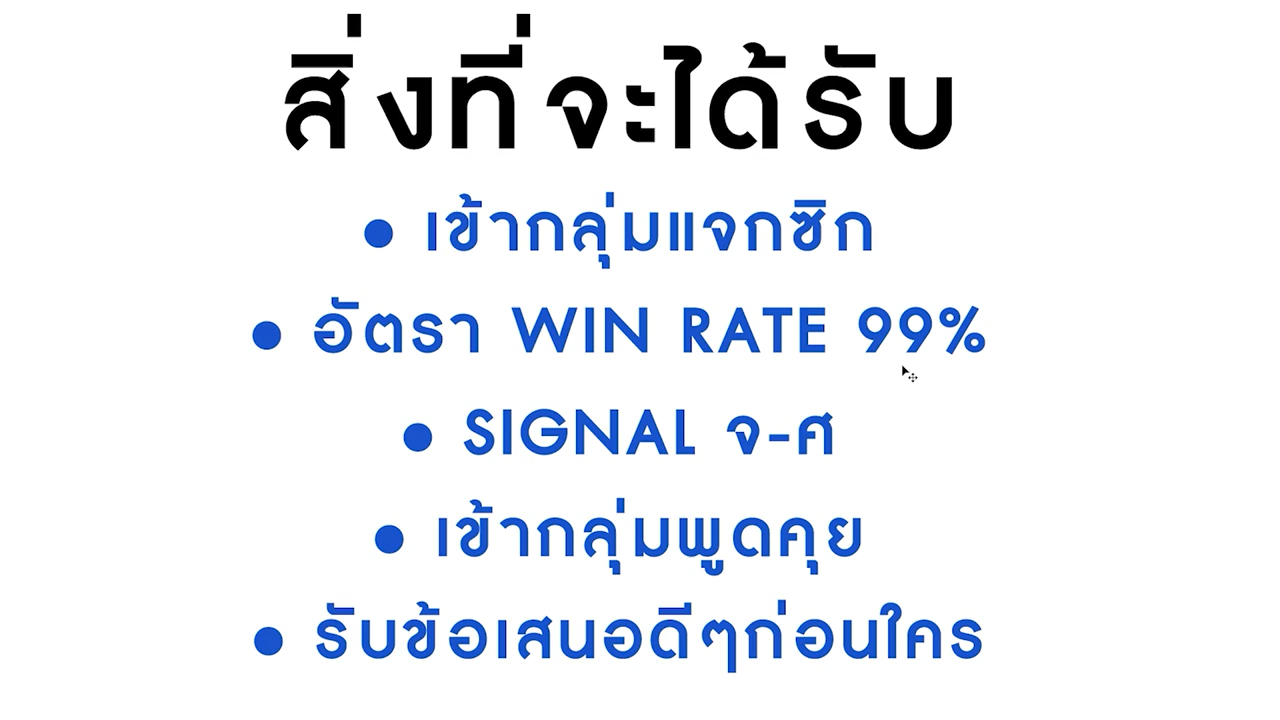 สิ่งที่จะได้รับ
● เข้ากลุ่มแจกซิก
● อัตรา WIN RATE 99%
● SIGNAL จ-ศ
● เข้ากลุ่มพูดคุย
● รับข้อเสนอดีๆก่อนใคร